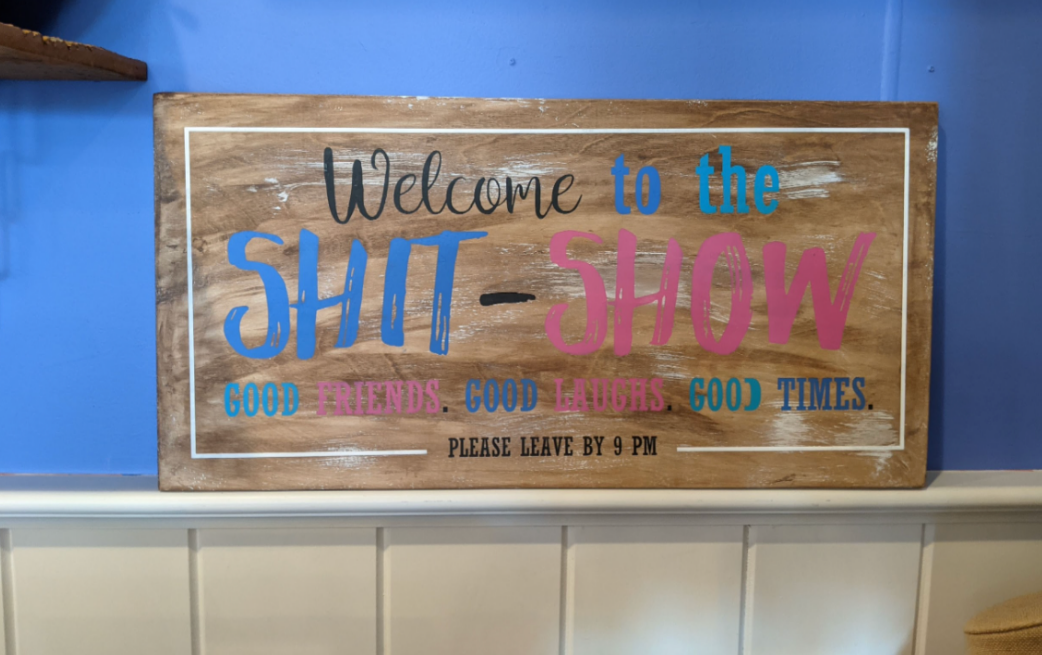 Welcome to the
SHIT-SHOW
GOOD FRIENDS. GOOD LAUGHS. GOOD TIMES.
PLEASE LEAVE BY 9 PM